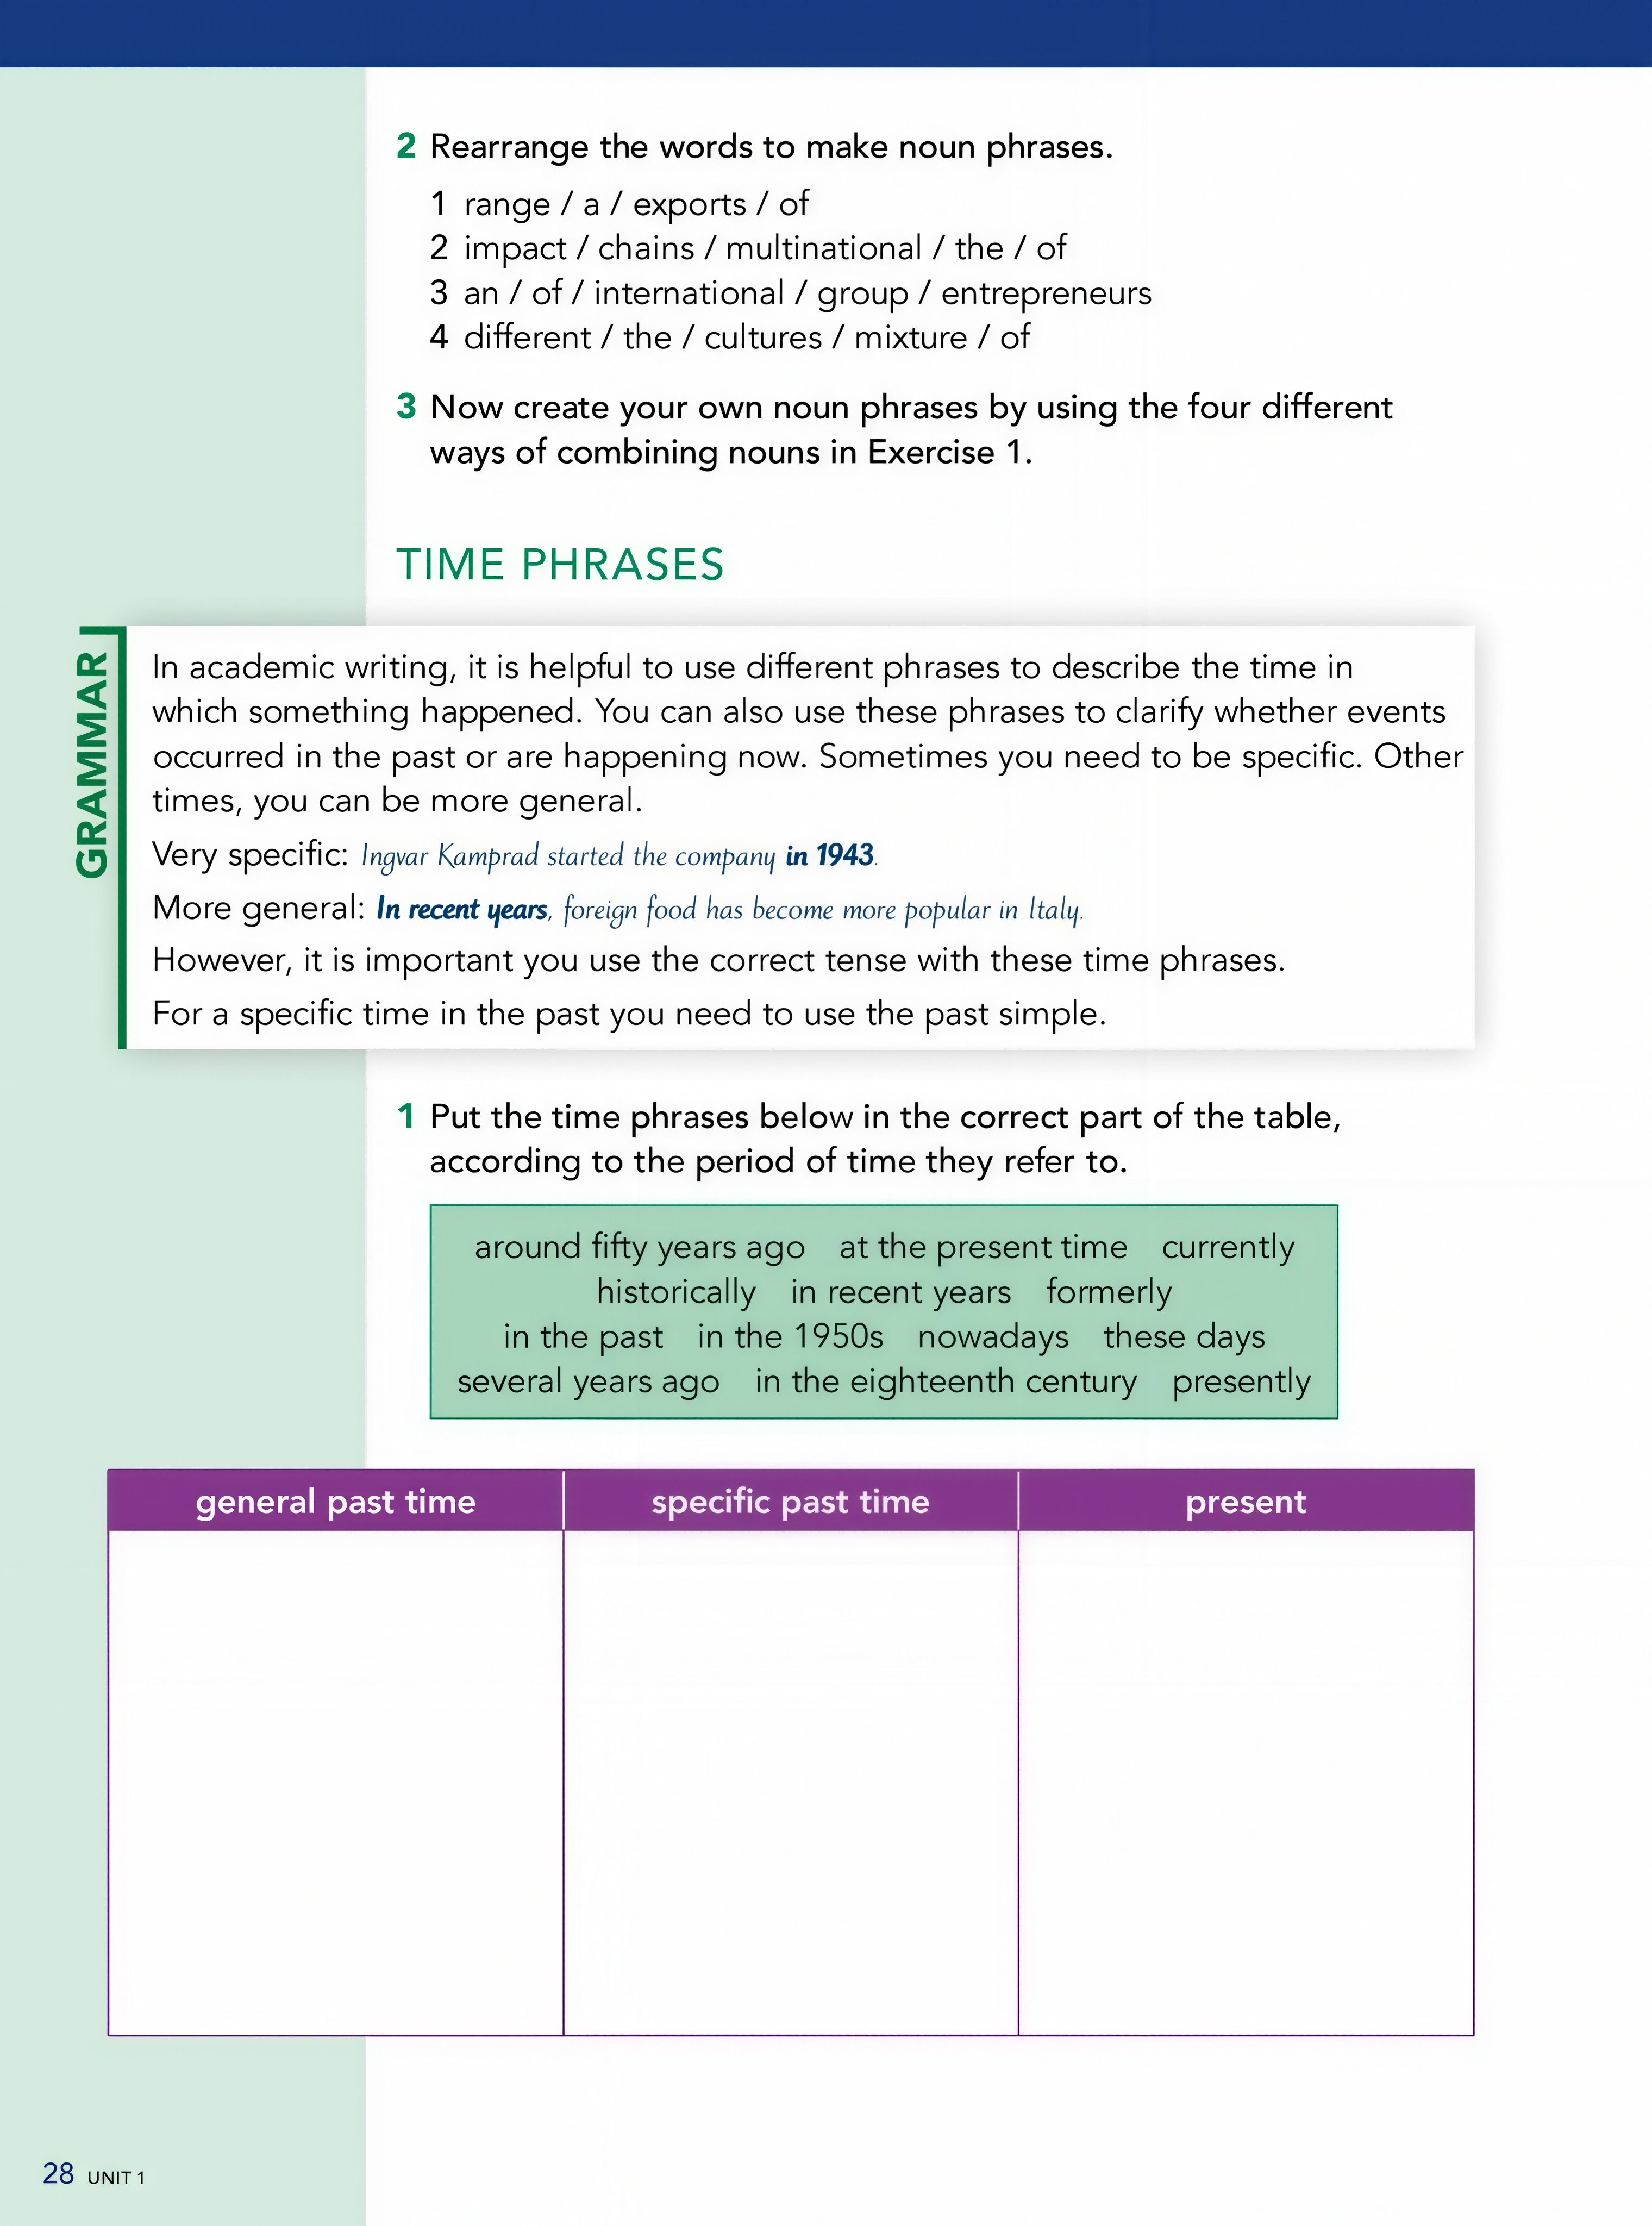 2 Rearrange the words to make noun phrases.
1 range / a / exports / of
2 impact / chains / multinational / the / of
3 an / of / international / group / entrepreneurs
4 different / the / cultures / mixture / of
3 Now create your own noun phrases by using the four different
ways of combining nouns in Exercise 1.
TIME PHRASES
GRAMMAR
In academic writing, it is helpful to use different phrases to describe the time in
which something happened. You can also use these phrases to clarify whether events
occurred in the past or are happening now. Sometimes you need to be specific. Other
times, you can be more general.
Very specific: Ingvar Kamprad started the company in 1943.
More general: In recent years, foreign food has become more popular in Italy.
However, it is important you use the correct tense with these time phrases.
For a specific time in the past you need to use the past simple.
1 Put the time phrases below in the correct part of the table,
according to the period of time they refer to.
around fifty years ago at the present time currently
historically in recent years formerly
in the past in the 1950s nowadays these days
several years ago in the eighteenth century presently
general past time specific past time present
28 UNIT 1